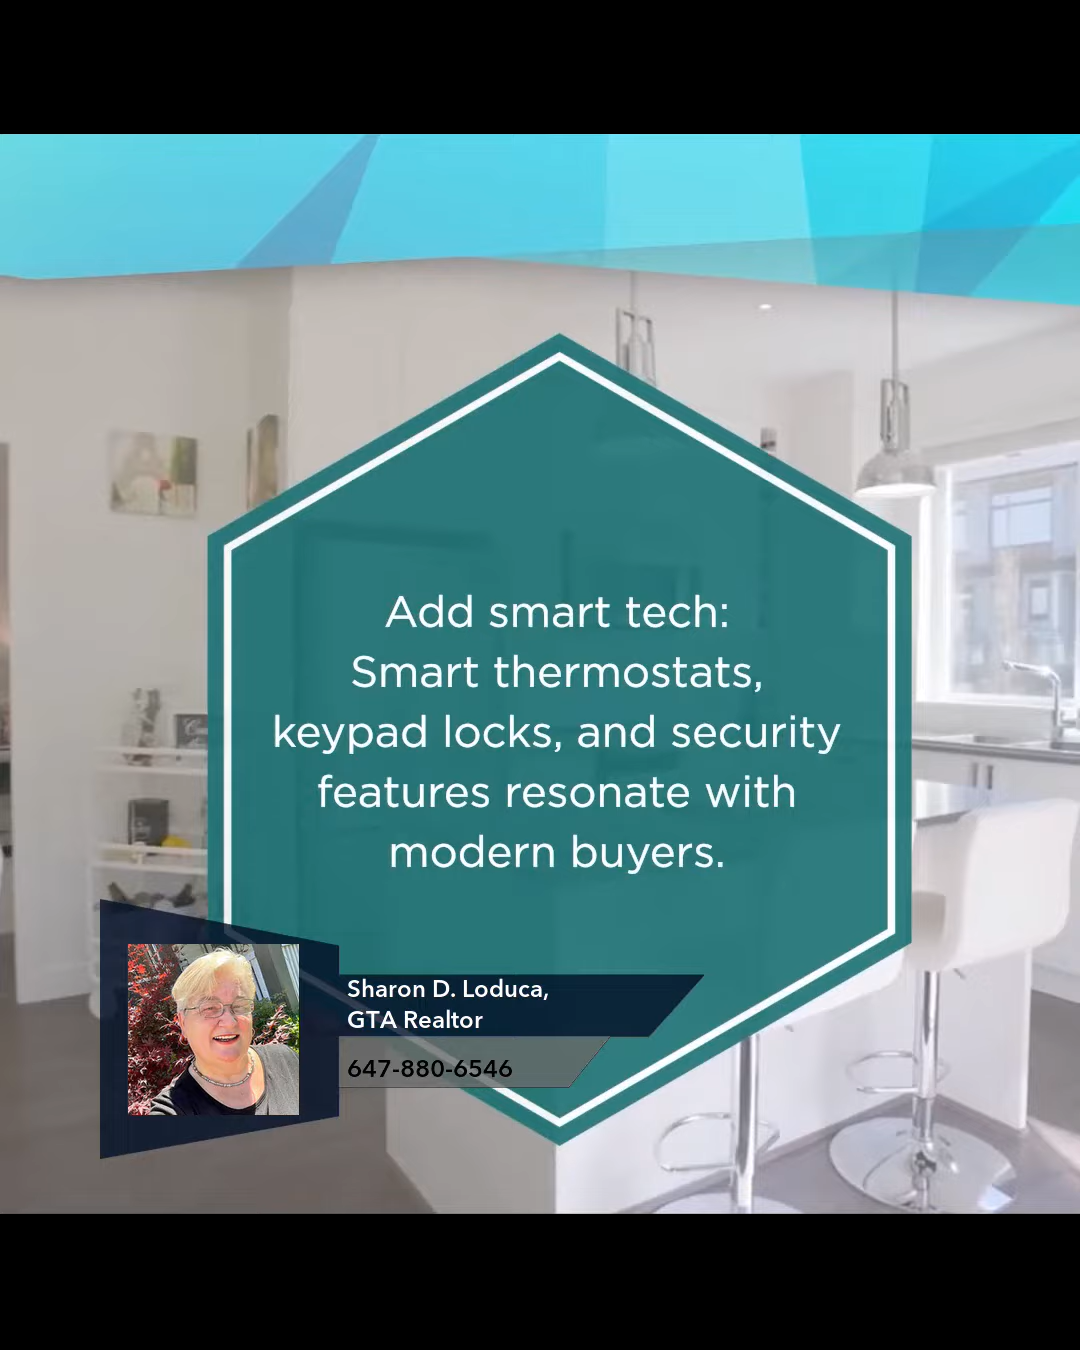 Add smart tech:
Smart thermostats,
keypad locks, and security
features resonate with
modern buyers.
Sharon D. Loduca,
GTA Realtor
647-880-6546